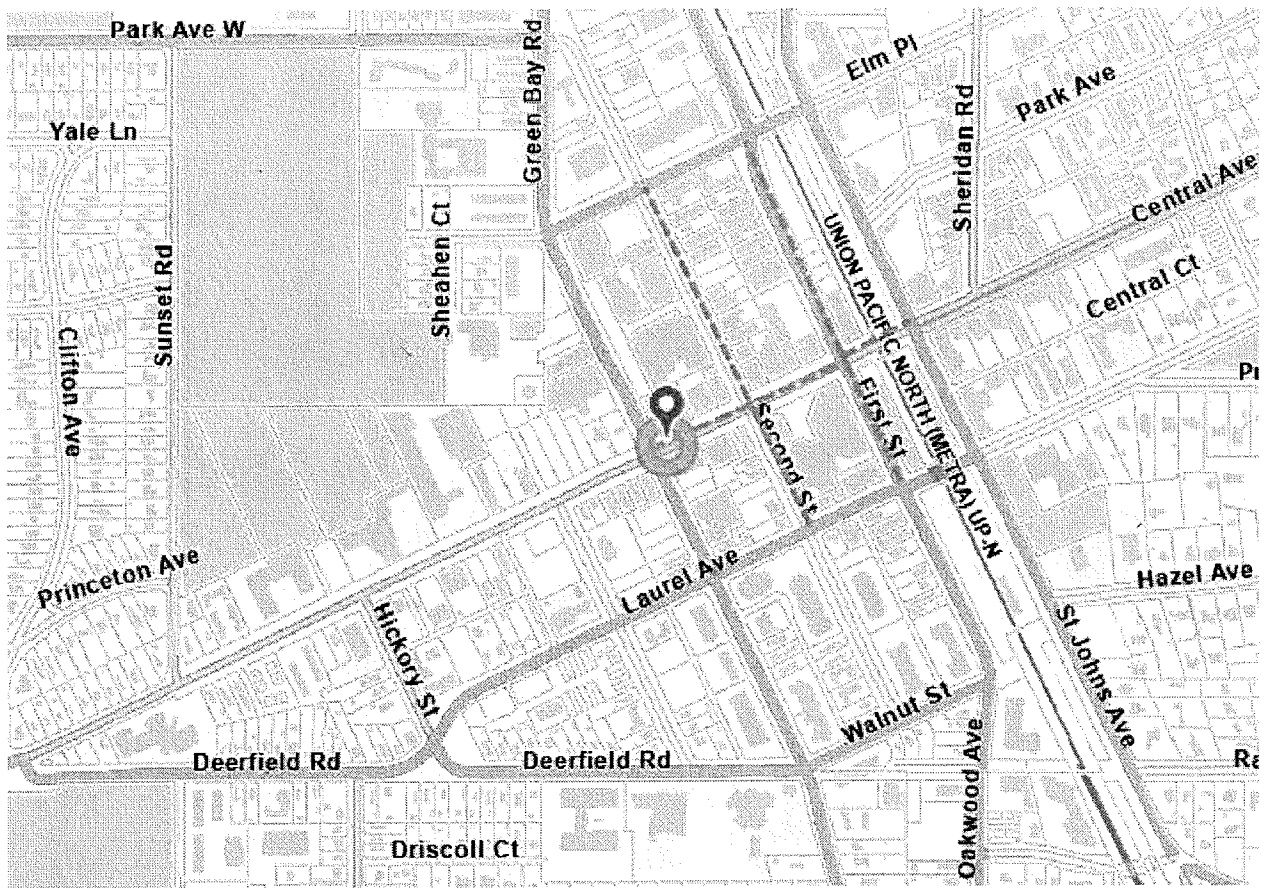 Park Ave W
Green Bay Rd
Elm Pl
Park Ave
Sheridan Rd
Yale Ln
Central Ave
Sheahen Ct
Sunset Rd
UNION PACIFIC NORTH (METRA) UP-N
Central Ct
Clifton Ave
First St
Second St
Princeton Ave
Laurel Ave
Hazel Ave
Hickory St
St Johns Ave
Walnut St
Deerfield Rd
Deerfield Rd
Oakwood Ave
Ra
Driscoll Ct